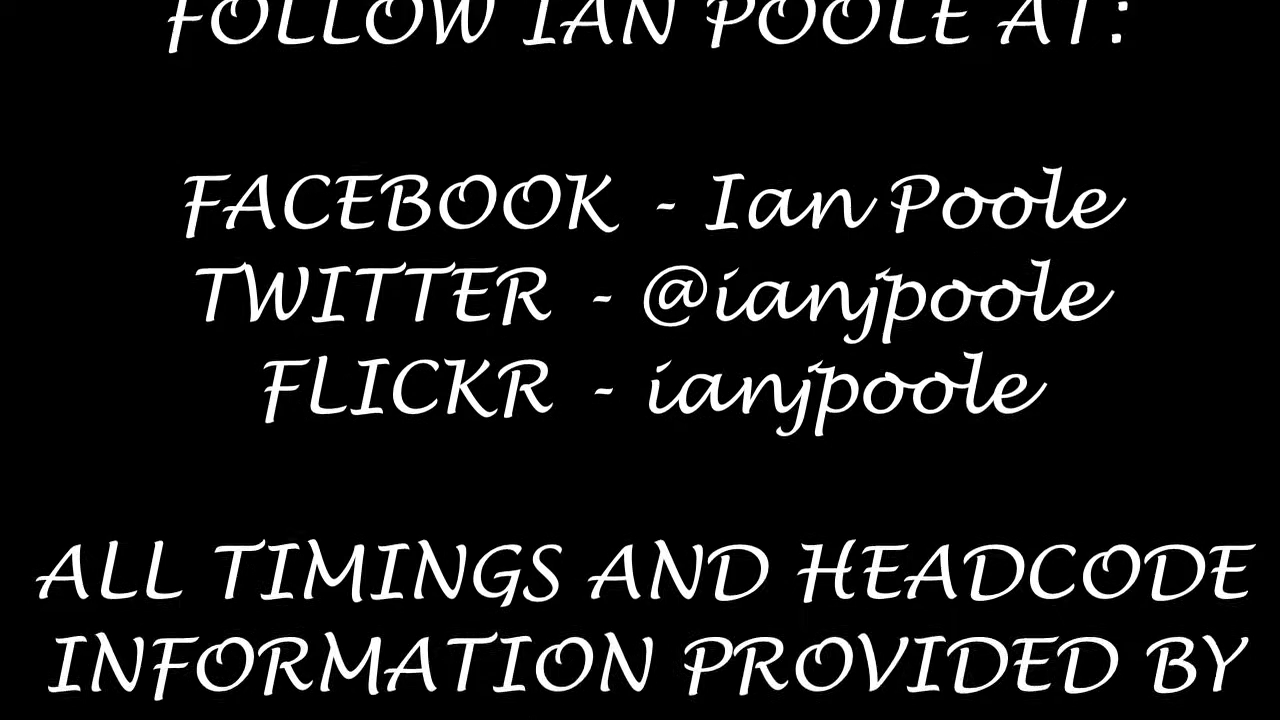 FOLLOW IAN POOLE AT:
FACEBOOK - Ian Poole
TWITTER - @ianjpoole
FLICKR - ianjpoole
ALL TIMINGS AND HEADCODE
INFORMATION PROVIDED BY